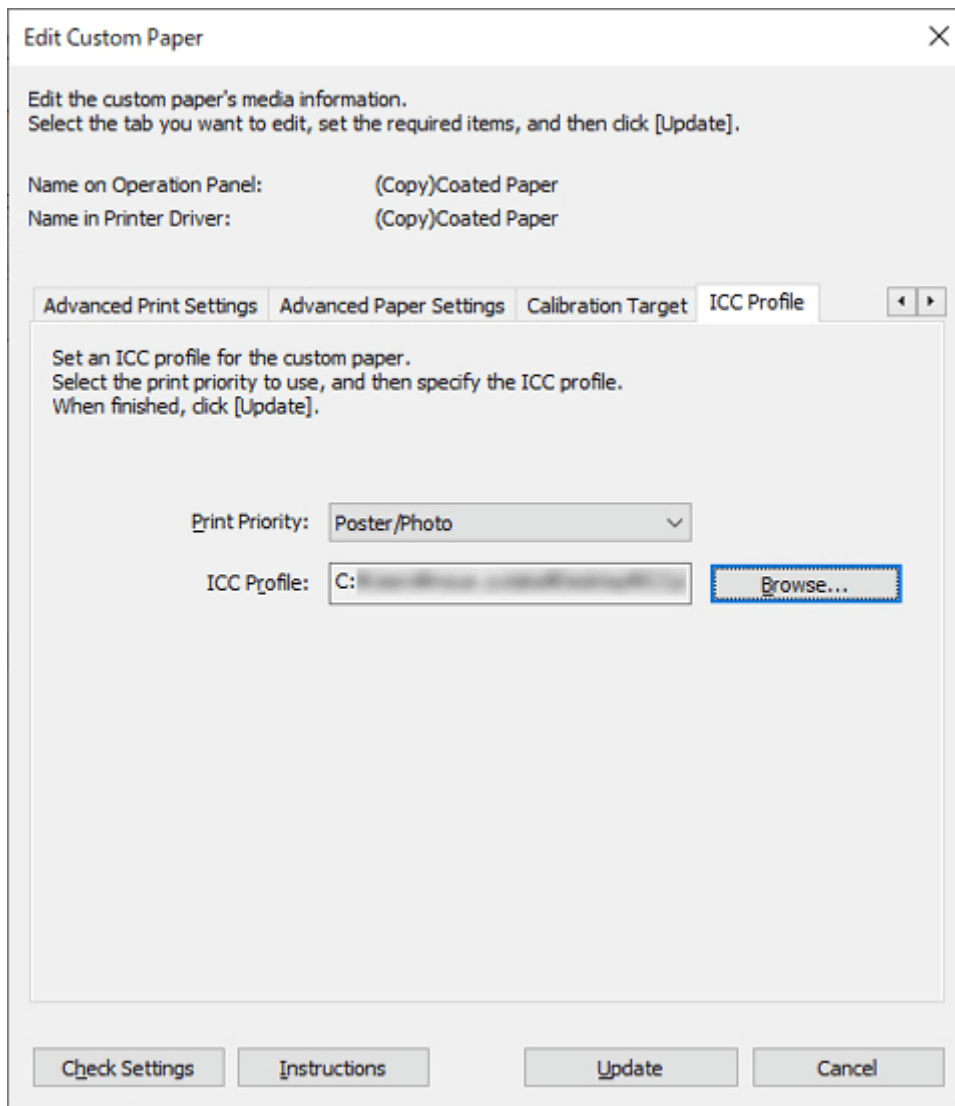 Edit Custom Paper
Edit the custom paper's media information.
Select the tab you want to edit, set the required items, and then click [Update].
Name on Operation Panel: (Copy)Coated Paper
Name in Printer Driver: (Copy)Coated Paper
Advanced Print Settings Advanced Paper Settings Calibration Target ICC Profile
Set an ICC profile for the custom paper.
Select the print priority to use, and then specify the ICC profile.
When finished, click [Update].
Print Priority: Poster/Photo
ICC Profile: C: Browse...
Check Settings Instructions Update Cancel